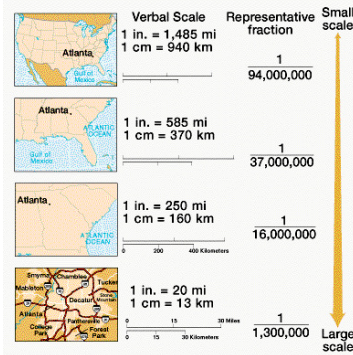 Verbal Scale
Representative fraction
Small scale
Atlanta
Gulf of
Mexico
1 in. = 1,485 mi
1 cm = 940 km
1
94,000,000
Atlanta
ATLANTIC
OCEAN
Gulf of
Mexico
1 in. = 585 mi
1 cm = 370 km
1
37,000,000
Atlanta
ATLANTIC
OCEAN
1 in. = 250 mi
1 cm = 160 km
0 200 400 Kilometers
1
16,000,000
Smyrna
Chamblee
Tucker
Mableton
Stone
Mountain
Decatur
Atlanta
Panthersville
College
Park
Forest
Park
1 in. = 20 mi
1 cm = 13 km
0 15 30 Miles
0 15 30 Kilometers
1
1,300,000
Large
scale